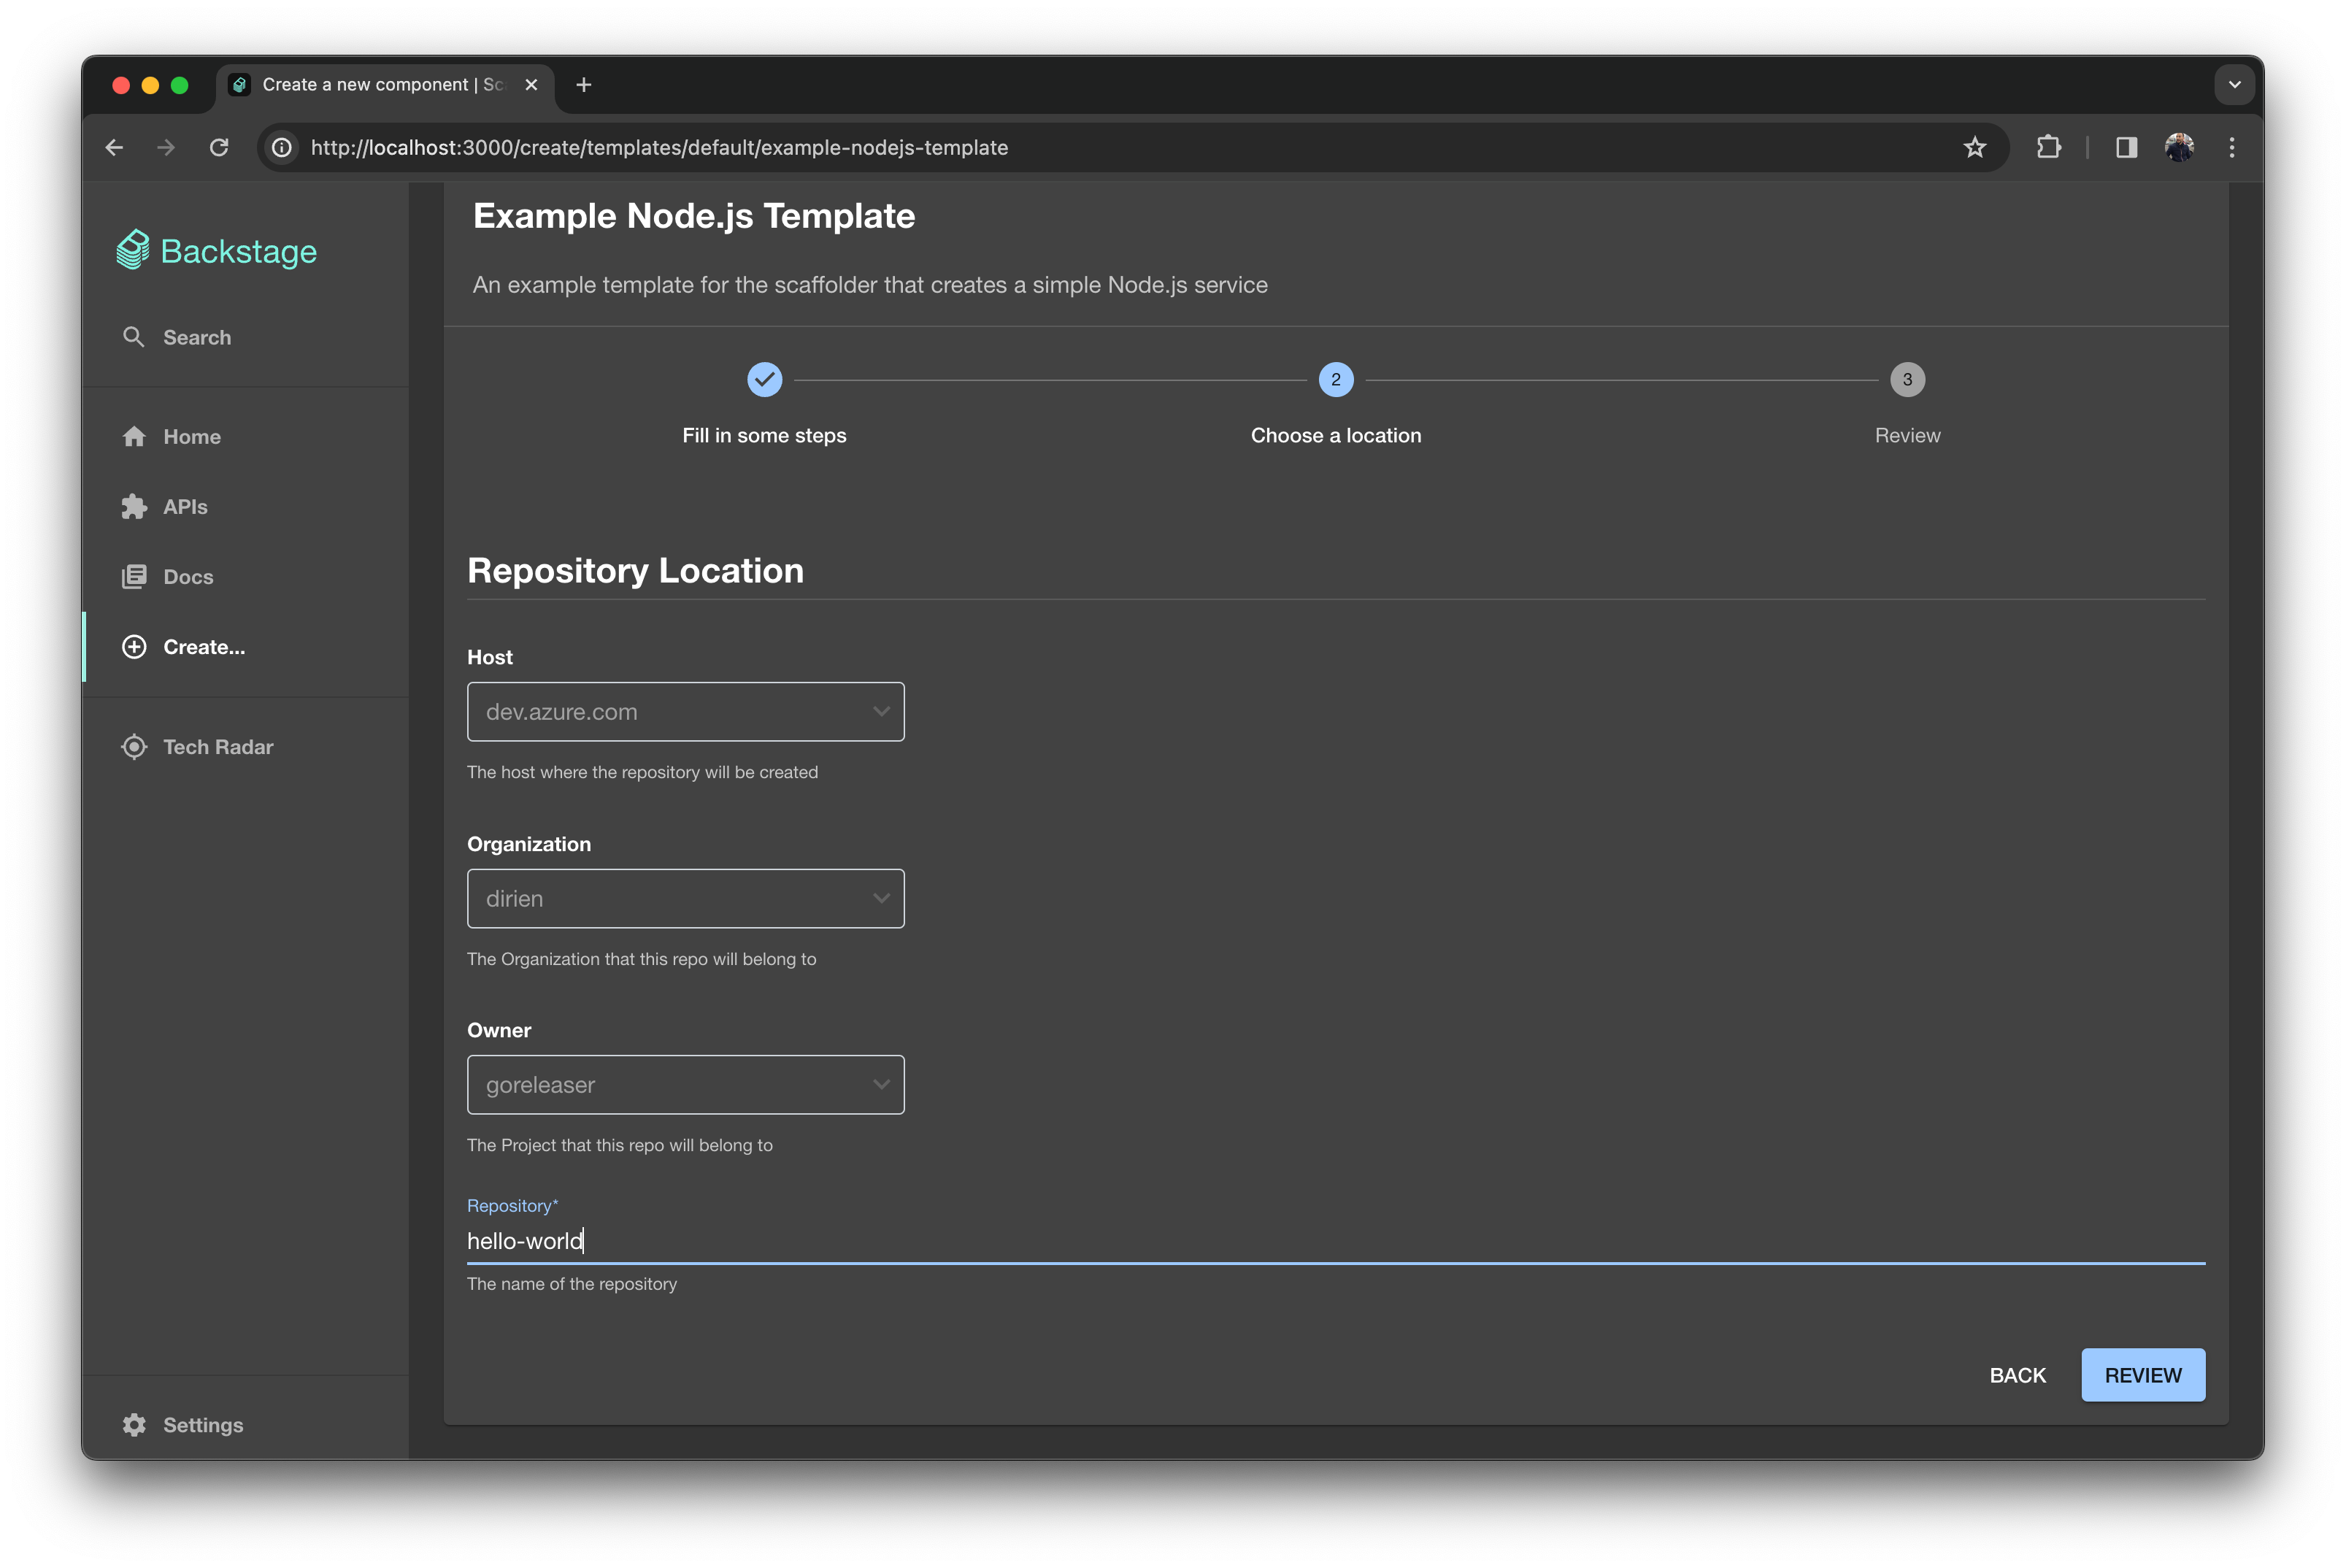 Create a new component | Sc
http://localhost:3000/create/templates/default/example-nodejs-template
Backstage
Search
Home
APIs
Docs
Create...
Tech Radar
Settings
Example Node.js Template
An example template for the scaffolder that creates a simple Node.js service
2
3
Fill in some steps
Choose a location
Review
Repository Location
Host
dev.azure.com
The host where the repository will be created
Organization
dirien
The Organization that this repo will belong to
Owner
goreleaser
The Project that this repo will belong to
Repository*
hello-world
The name of the repository
BACK
REVIEW